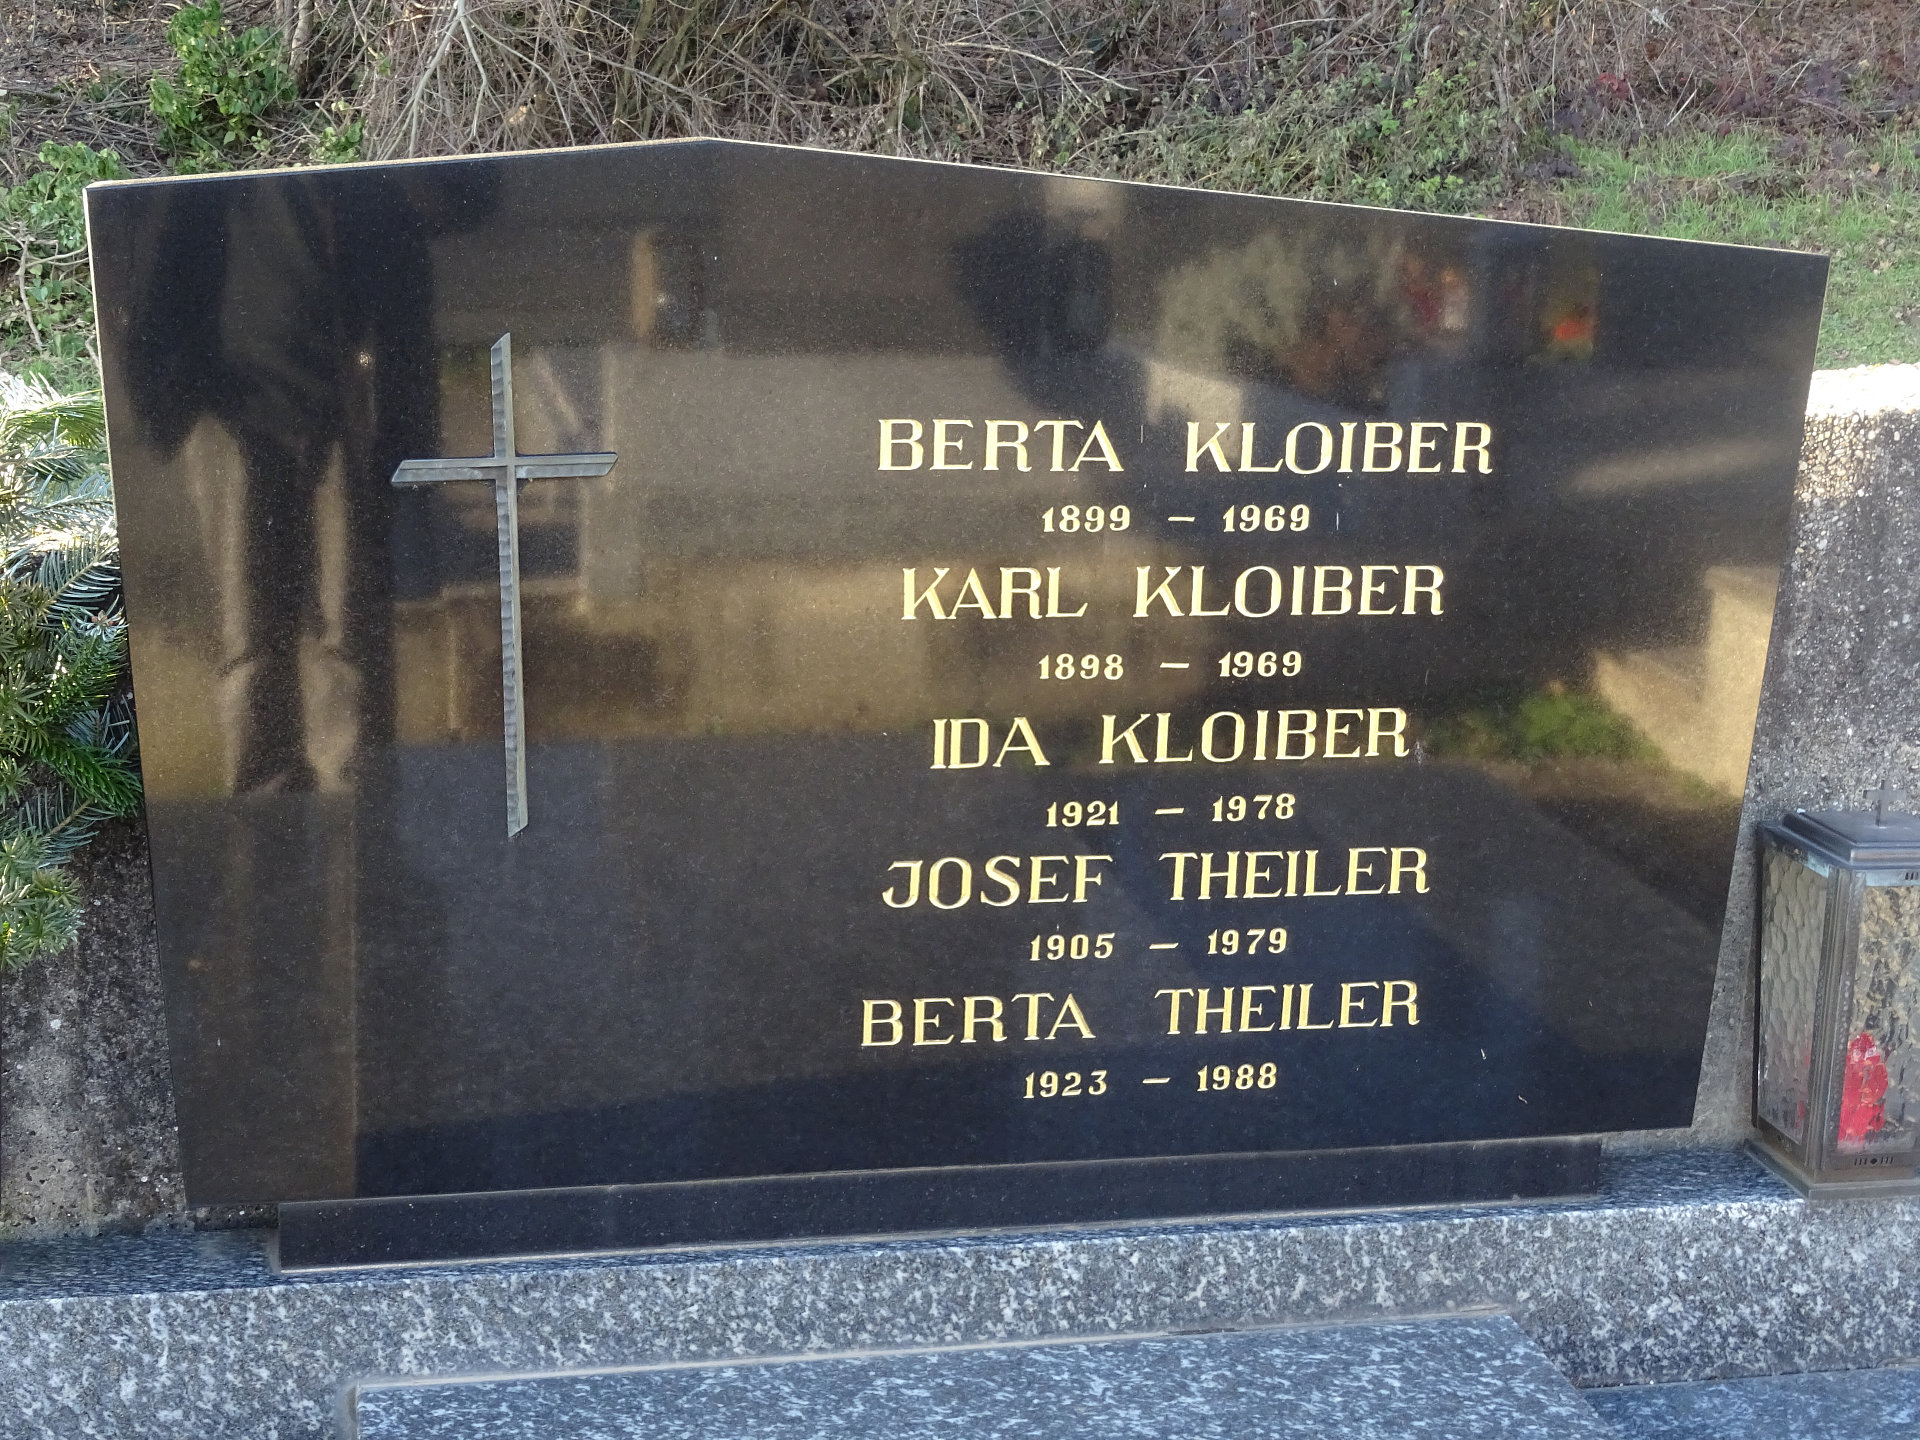 BERTA KLOIBER
1899 – 1969
KARL KLOIBER
1898 – 1969
IDA KLOIBER
1921 – 1978
JOSEF THEILER
1905 – 1979
BERTA THEILER
1923 – 1988